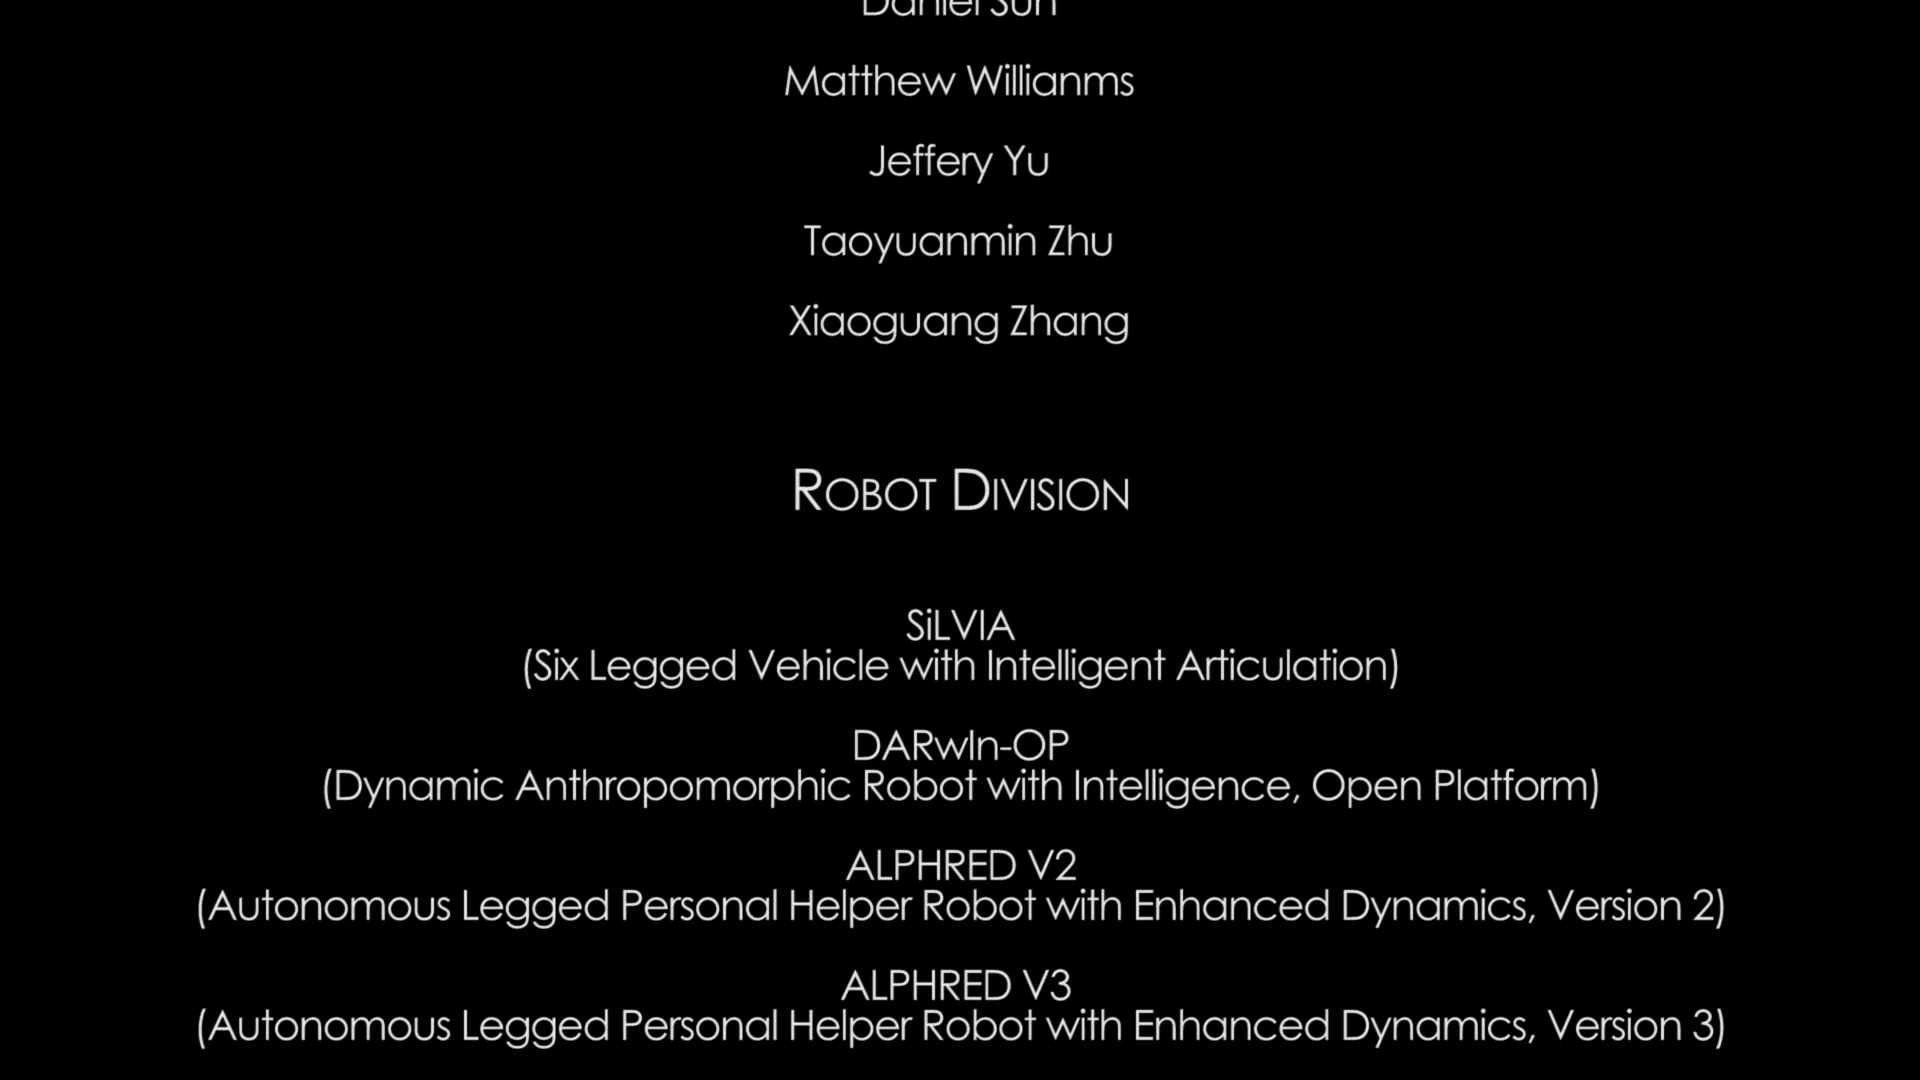 Daniel Sun
Matthew Willianms
Jeffery Yu
Taoyuanmin Zhu
Xiaoguang Zhang
ROBOT DIVISION
SiLVIA
(Six Legged Vehicle with Intelligent Articulation)
DARwIn-OP
(Dynamic Anthropomorphic Robot with Intelligence, Open Platform)
ALPHRED V2
(Autonomous Legged Personal Helper Robot with Enhanced Dynamics, Version 2)
ALPHRED V3
(Autonomous Legged Personal Helper Robot with Enhanced Dynamics, Version 3)